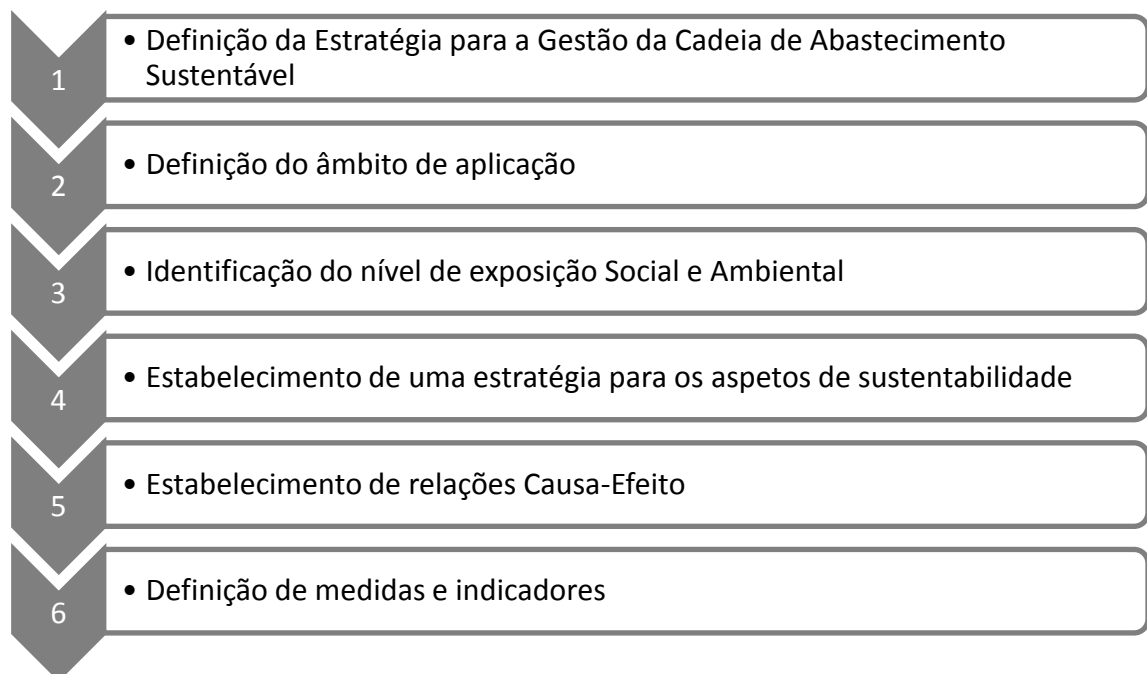 1
• Definição da Estratégia para a Gestão da Cadeia de Abastecimento
Sustentável
2
• Definição do âmbito de aplicação
3
• Identificação do nível de exposição Social e Ambiental
4
• Estabelecimento de uma estratégia para os aspetos de sustentabilidade
5
• Estabelecimento de relações Causa-Efeito
6
• Definição de medidas e indicadores